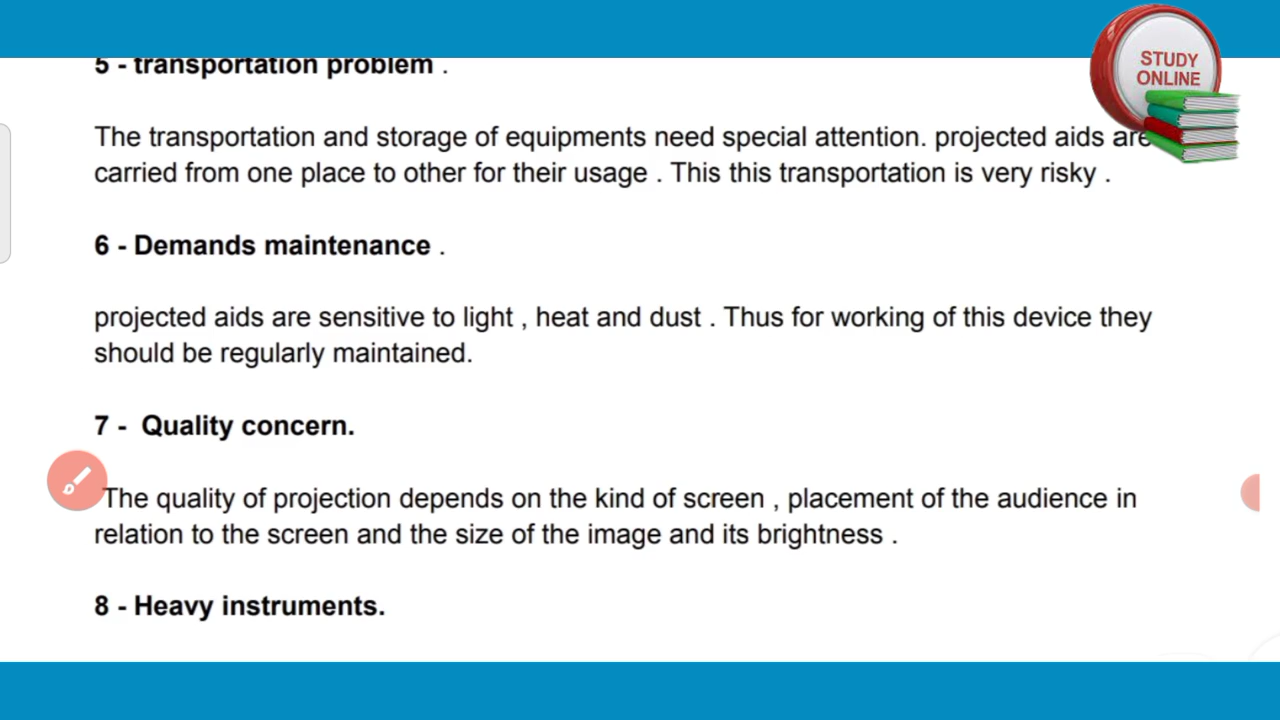 5 - transportation problem .
STUDY
ONLINE
The transportation and storage of equipments need special attention. projected aids are
carried from one place to other for their usage . This this transportation is very risky .
6 - Demands maintenance .
projected aids are sensitive to light , heat and dust . Thus for working of this device they
should be regularly maintained.
7 -  Quality concern.
The quality of projection depends on the kind of screen , placement of the audience in
relation to the screen and the size of the image and its brightness .
8 - Heavy instruments.